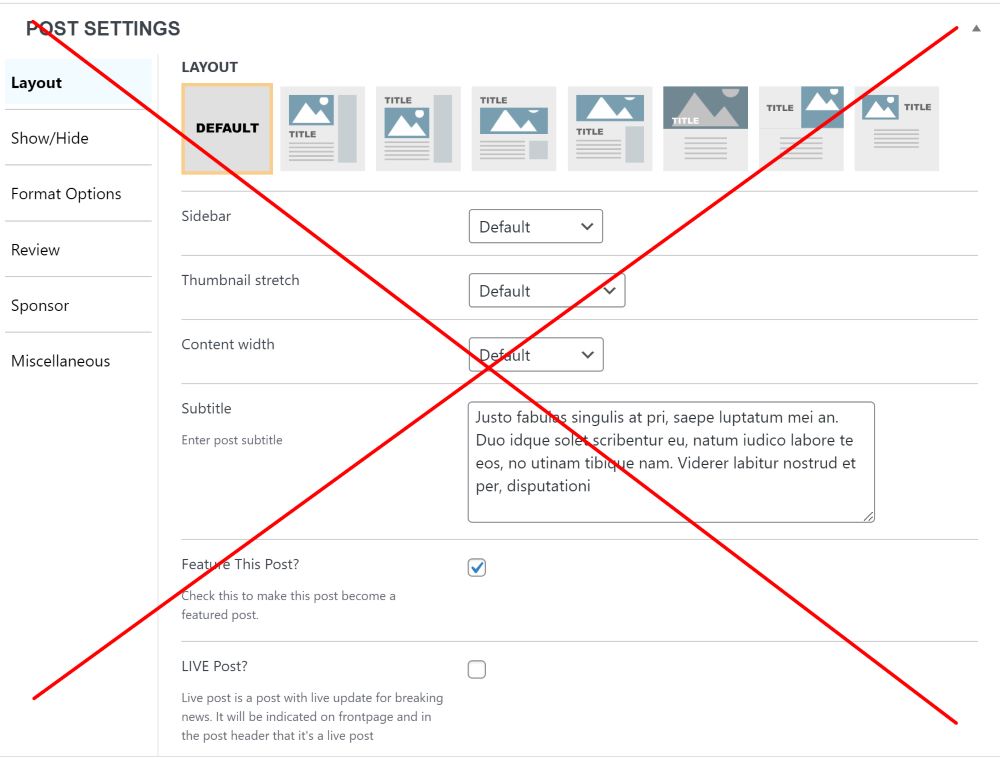 POST SETTINGS
Layout
Show/Hide
Format Options
Review
Sponsor
Miscellaneous
LAYOUT
DEFAULT
TITLE
TITLE
TITLE
TITLE
TITLE
TITLE
TITLE
Sidebar
Default
Thumbnail stretch
Default
Content width
Default
Subtitle
Enter post subtitle
Justo fabulas singulis at pri, saepe luptatum mei an.
Duo idque solet scribentur eu, natum iudico labore te
eos, no utinam tibique nam. Viderer labitur nostrud et
per, disputationi
Feature This Post?
Check this to make this post become a
featured post.
LIVE Post?
Live post is a post with live update for breaking
news. It will be indicated on frontpage and in
the post header that it's a live post